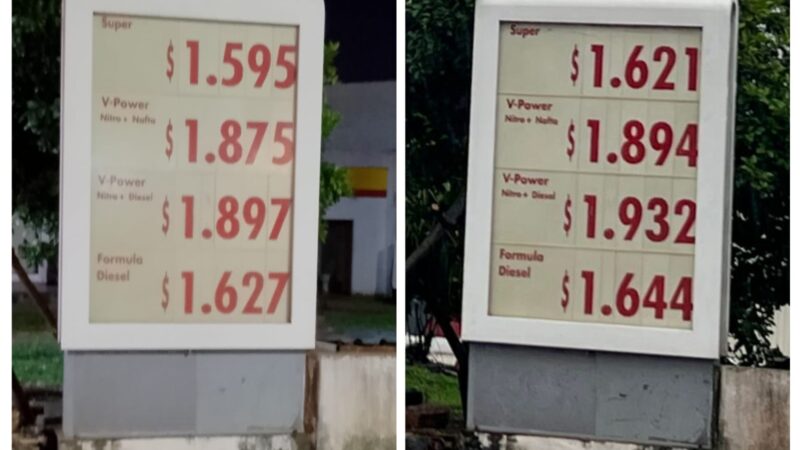 Super
$ 1.595
V-Power
Nitro+ Nafta
$ 1.875
V-Power
Nitro+ Diesel
$ 1.897
Formula
Diesel
$ 1.627
Super
$ 1.621
V-Power
Nitro+ Nafta
$ 1.894
V-Power
Nitro+ Diesel
$ 1.932
Formula
Diesel
$ 1.644